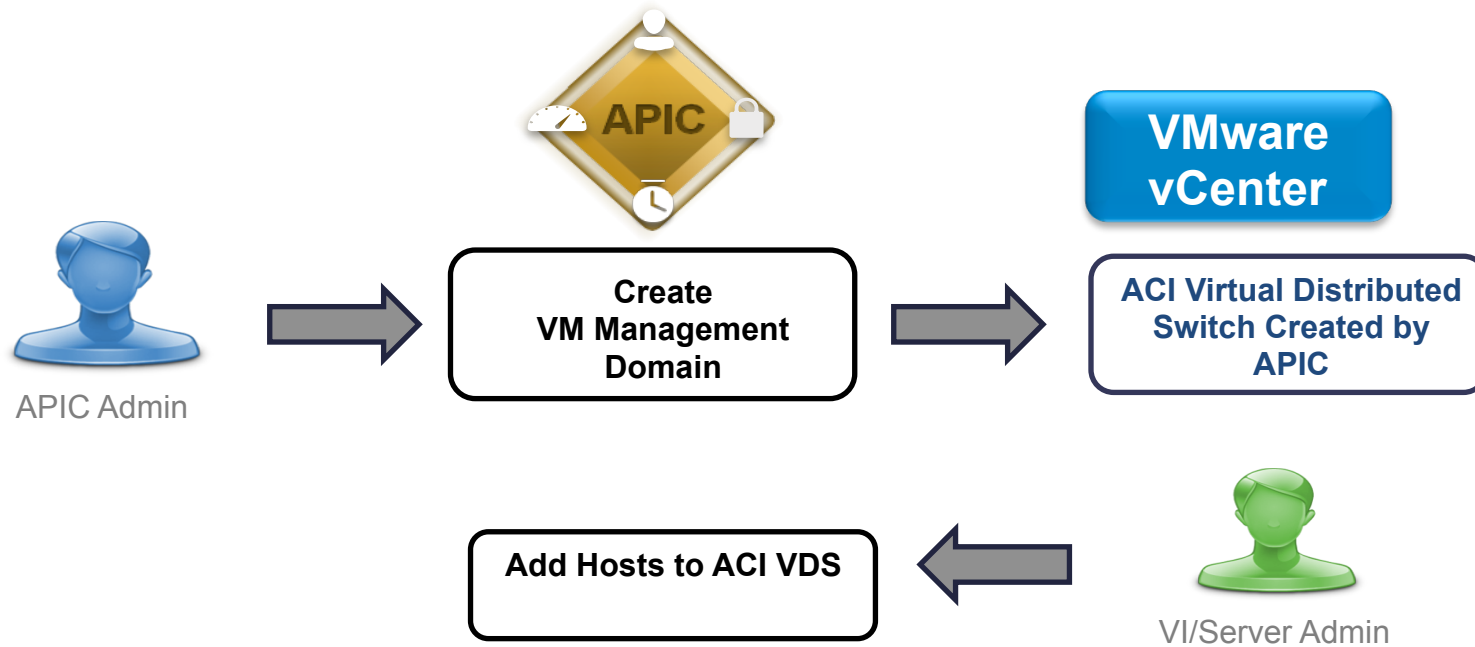 APIC
VMware
vCenter
APIC Admin
Create
VM Management
Domain
ACI Virtual Distributed
Switch Created by
APIC
Add Hosts to ACI VDS
VI/Server Admin